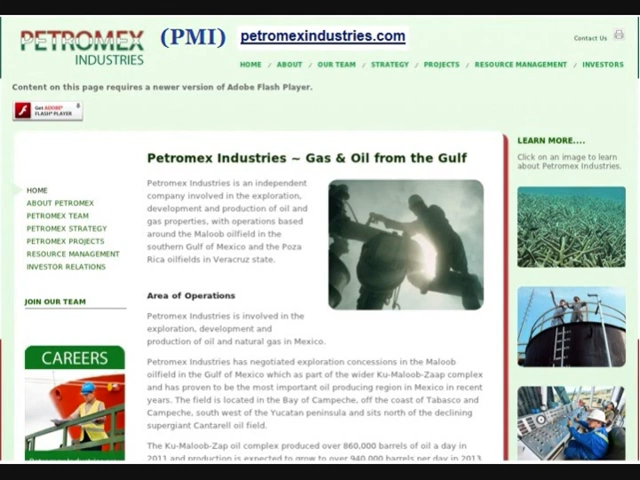 PETROMEX INDUSTRIES
(PMI)
petromexindustries.com
Contact Us
HOME / ABOUT / OUR TEAM / STRATEGY / PROJECTS / RESOURCE MANAGEMENT / INVESTORS
Content on this page requires a newer version of Adobe Flash Player.
Get ADOBE
FLASH PLAYER
HOME
ABOUT PETROMEX
PETROMEX TEAM
PETROMEX STRATEGY
PETROMEX PROJECTS
RESOURCE MANAGEMENT
INVESTOR RELATIONS
JOIN OUR TEAM
CAREERS
Petromex Industries ~ Gas & Oil from the Gulf
Petromex Industries is an independent
company involved in the exploration,
development and production of oil and
gas properties, with operations based
around the Maloob oilfield in the
southern Gulf of Mexico and the Poza
Rica oilfields in Veracruz state.
Area of Operations
Petromex Industries is involved in the
exploration, development and
production of oil and natural gas in Mexico.
Petromex Industries has negotiated exploration concessions in the Maloob
oilfield in the Gulf of Mexico which as part of the wider Ku-Maloob-Zaap complex
and has proven to be the most important oil producing region in Mexico in recent
years. The field is located in the Bay of Campeche, off the coast of Tabasco and
Campeche, south west of the Yucatan peninsula and sits north of the declining
supergiant Cantarell oil field.
The Ku-Maloob-Zap oil complex produced over 860,000 barrels of oil a day in
2011 and production is expected to grow to over 940,000 barrels per day in 2013
LEARN MORE....
Click on an image to learn
about Petromex Industries.